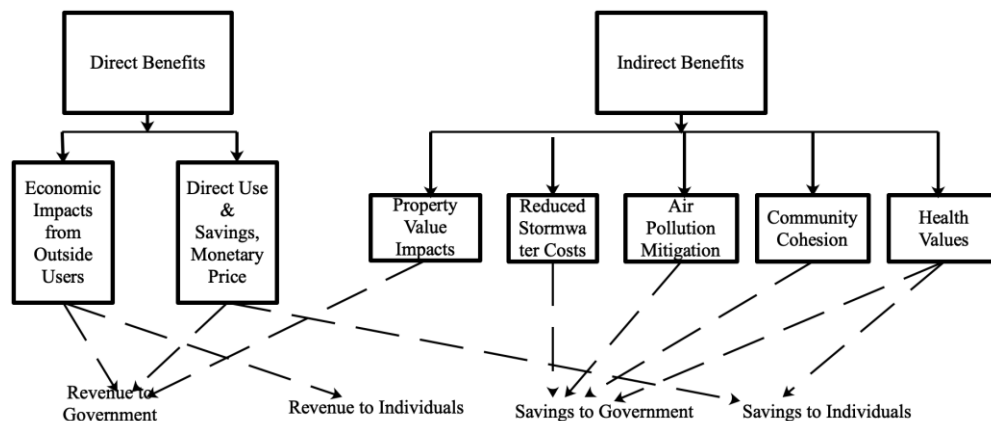 Direct Benefits
Indirect Benefits
Economic
Impacts
from
Outside
Users
Direct Use
&
Savings,
Monetary
Price
Property
Value
Impacts
Reduced
Stormwa
ter Costs
Air
Pollution
Mitigation
Community
Cohesion
Health
Values
Revenue to
Government
Revenue to Individuals
Savings to Government
Savings to Individuals